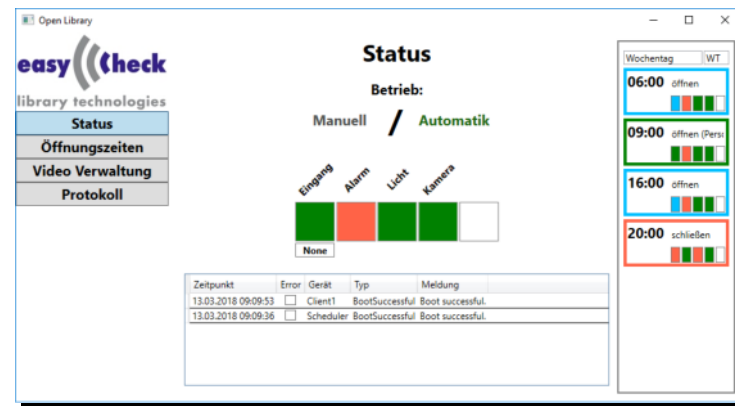 Open Library
easy((Check
library technologies
Status
Öffnungszeiten
Video Verwaltung
Protokoll
Status
Betrieb:
Manuell / Automatik
Eingang Alarm Licht Kamera
None
Zeitpunkt Error Gerät Typ Meldung
13.03.2018 09:09:53 Client1 BootSuccessful Boot successful.
13.03.2018 09:09:36 Scheduler BootSuccessful Boot successful.
Wochentag WT
06:00 öffnen
09:00 öffnen (Pers
16:00 öffnen
20:00 schließen